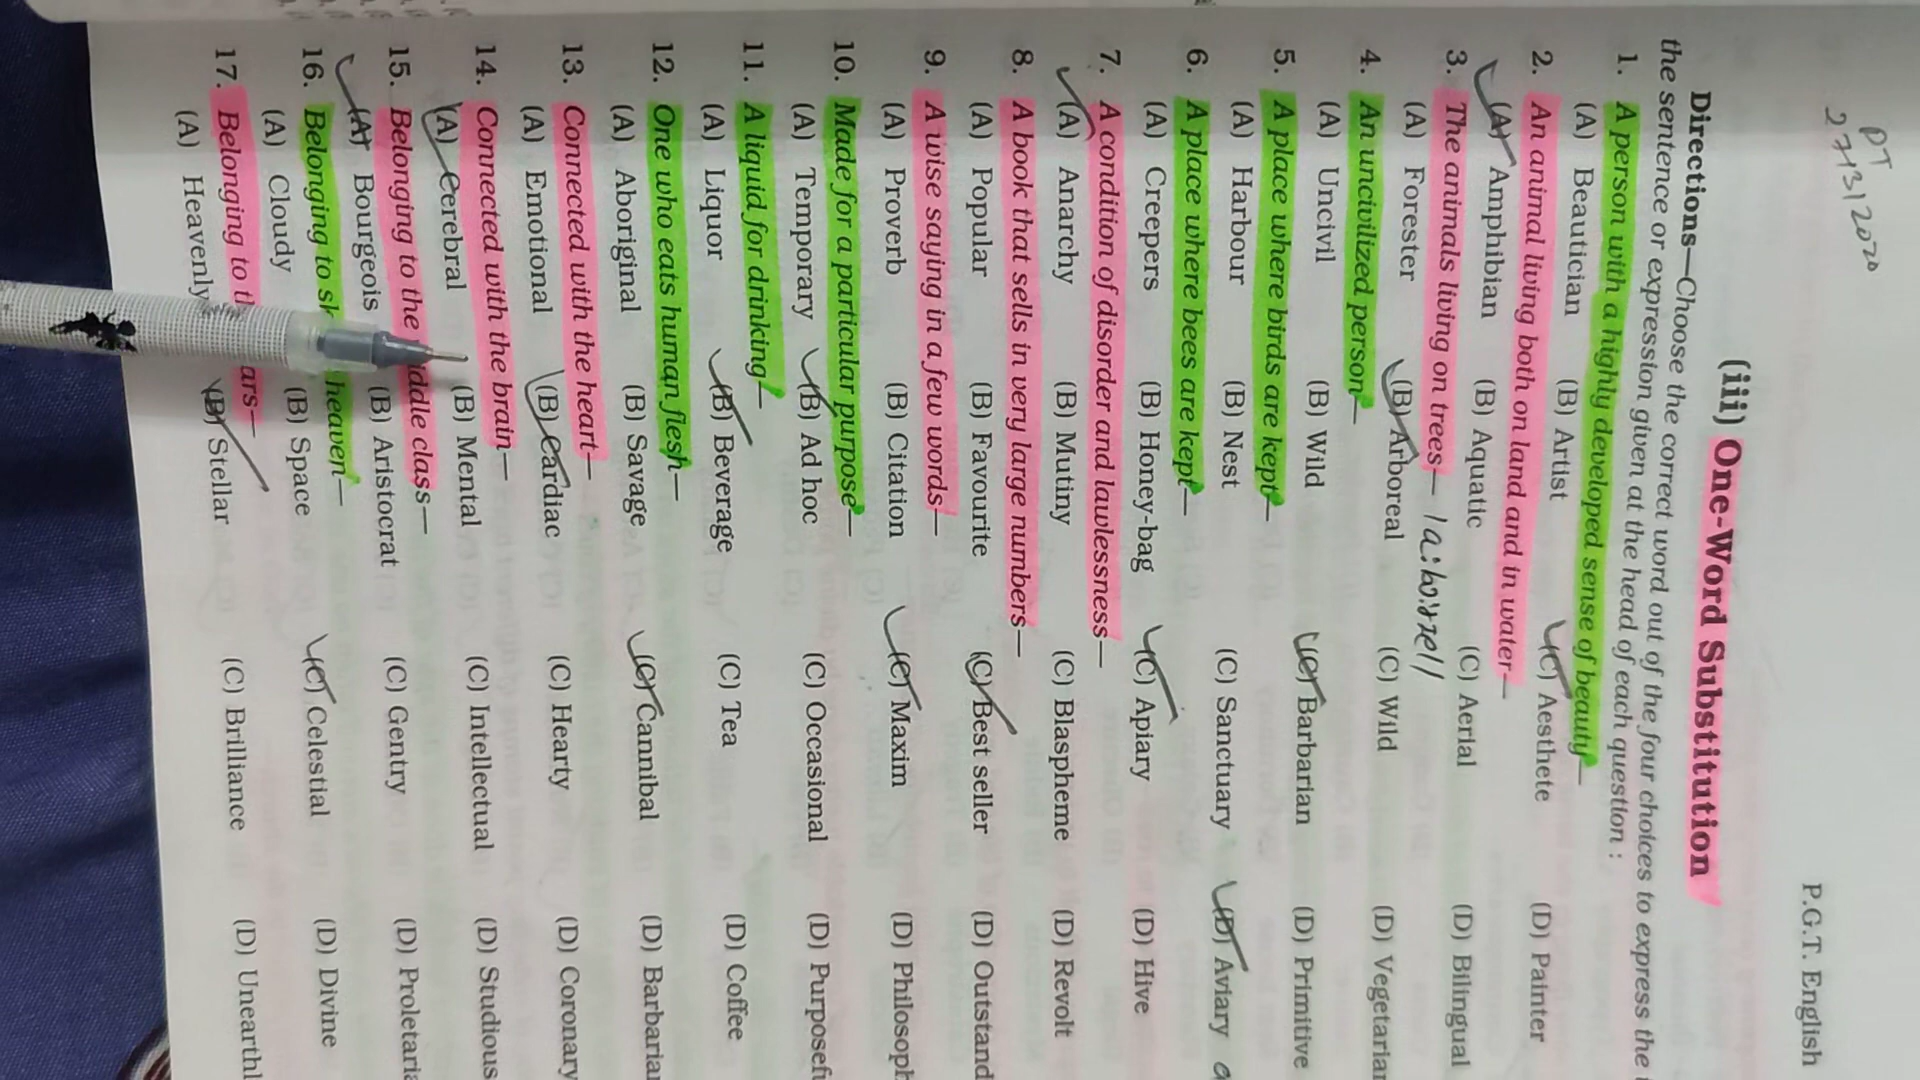 P.G.T. English
DT
27/3/2020
(iii) One-Word Substitution
Directions—Choose the correct word out of the four choices to express the
the sentence or expression given at the head of each question :
1. A person with a highly developed sense of beauty—
(A) Beautician (B) Artist (C) Aesthete (D) Painter
2. An animal living both on land and in water—
(A) Amphibian (B) Aquatic (C) Aerial (D) Bilingual
3. The animals living on trees—
(A) Forester (B) Arboreal (C) Wild (D) Vegetarian
4. An uncivilized person—
(A) Uncivil (B) Wild (C) Barbarian (D) Primitive
5. A place where birds are kept—
(A) Harbour (B) Nest (C) Sanctuary (D) Aviary
6. A place where bees are kept—
(A) Creepers (B) Honey-bag (C) Apiary (D) Hive
7. A condition of disorder and lawlessness—
(A) Anarchy (B) Mutiny (C) Blaspheme (D) Revolt
8. A book that sells in very large numbers—
(A) Popular (B) Favourite (C) Best seller (D) Outstand
9. A wise saying in a few words—
(A) Proverb (B) Citation (C) Maxim (D) Philosoph
10. Made for a particular purpose—
(A) Temporary (B) Ad hoc (C) Occasional (D) Purposef
11. A liquid for drinking—
(A) Liquor (B) Beverage (C) Tea (D) Coffee
12. One who eats human flesh—
(A) Aboriginal (B) Savage (C) Cannibal (D) Barbaria
13. Connected with the heart—
(A) Emotional (B) Cardiac (C) Hearty (D) Coronary
14. Connected with the brain—
(A) Cerebral (B) Mental (C) Intellectual (D) Studious
15. Belonging to the ddle class—
(A) Bourgeois (B) Aristocrat (C) Gentry (D) Proletaria
16. Belonging to sk heaven—
(A) Cloudy (B) Space (C) Celestial (D) Divine
17. Belonging to th ars—
(A) Heavenly (B) Stellar (C) Brilliance (D) Unearthl